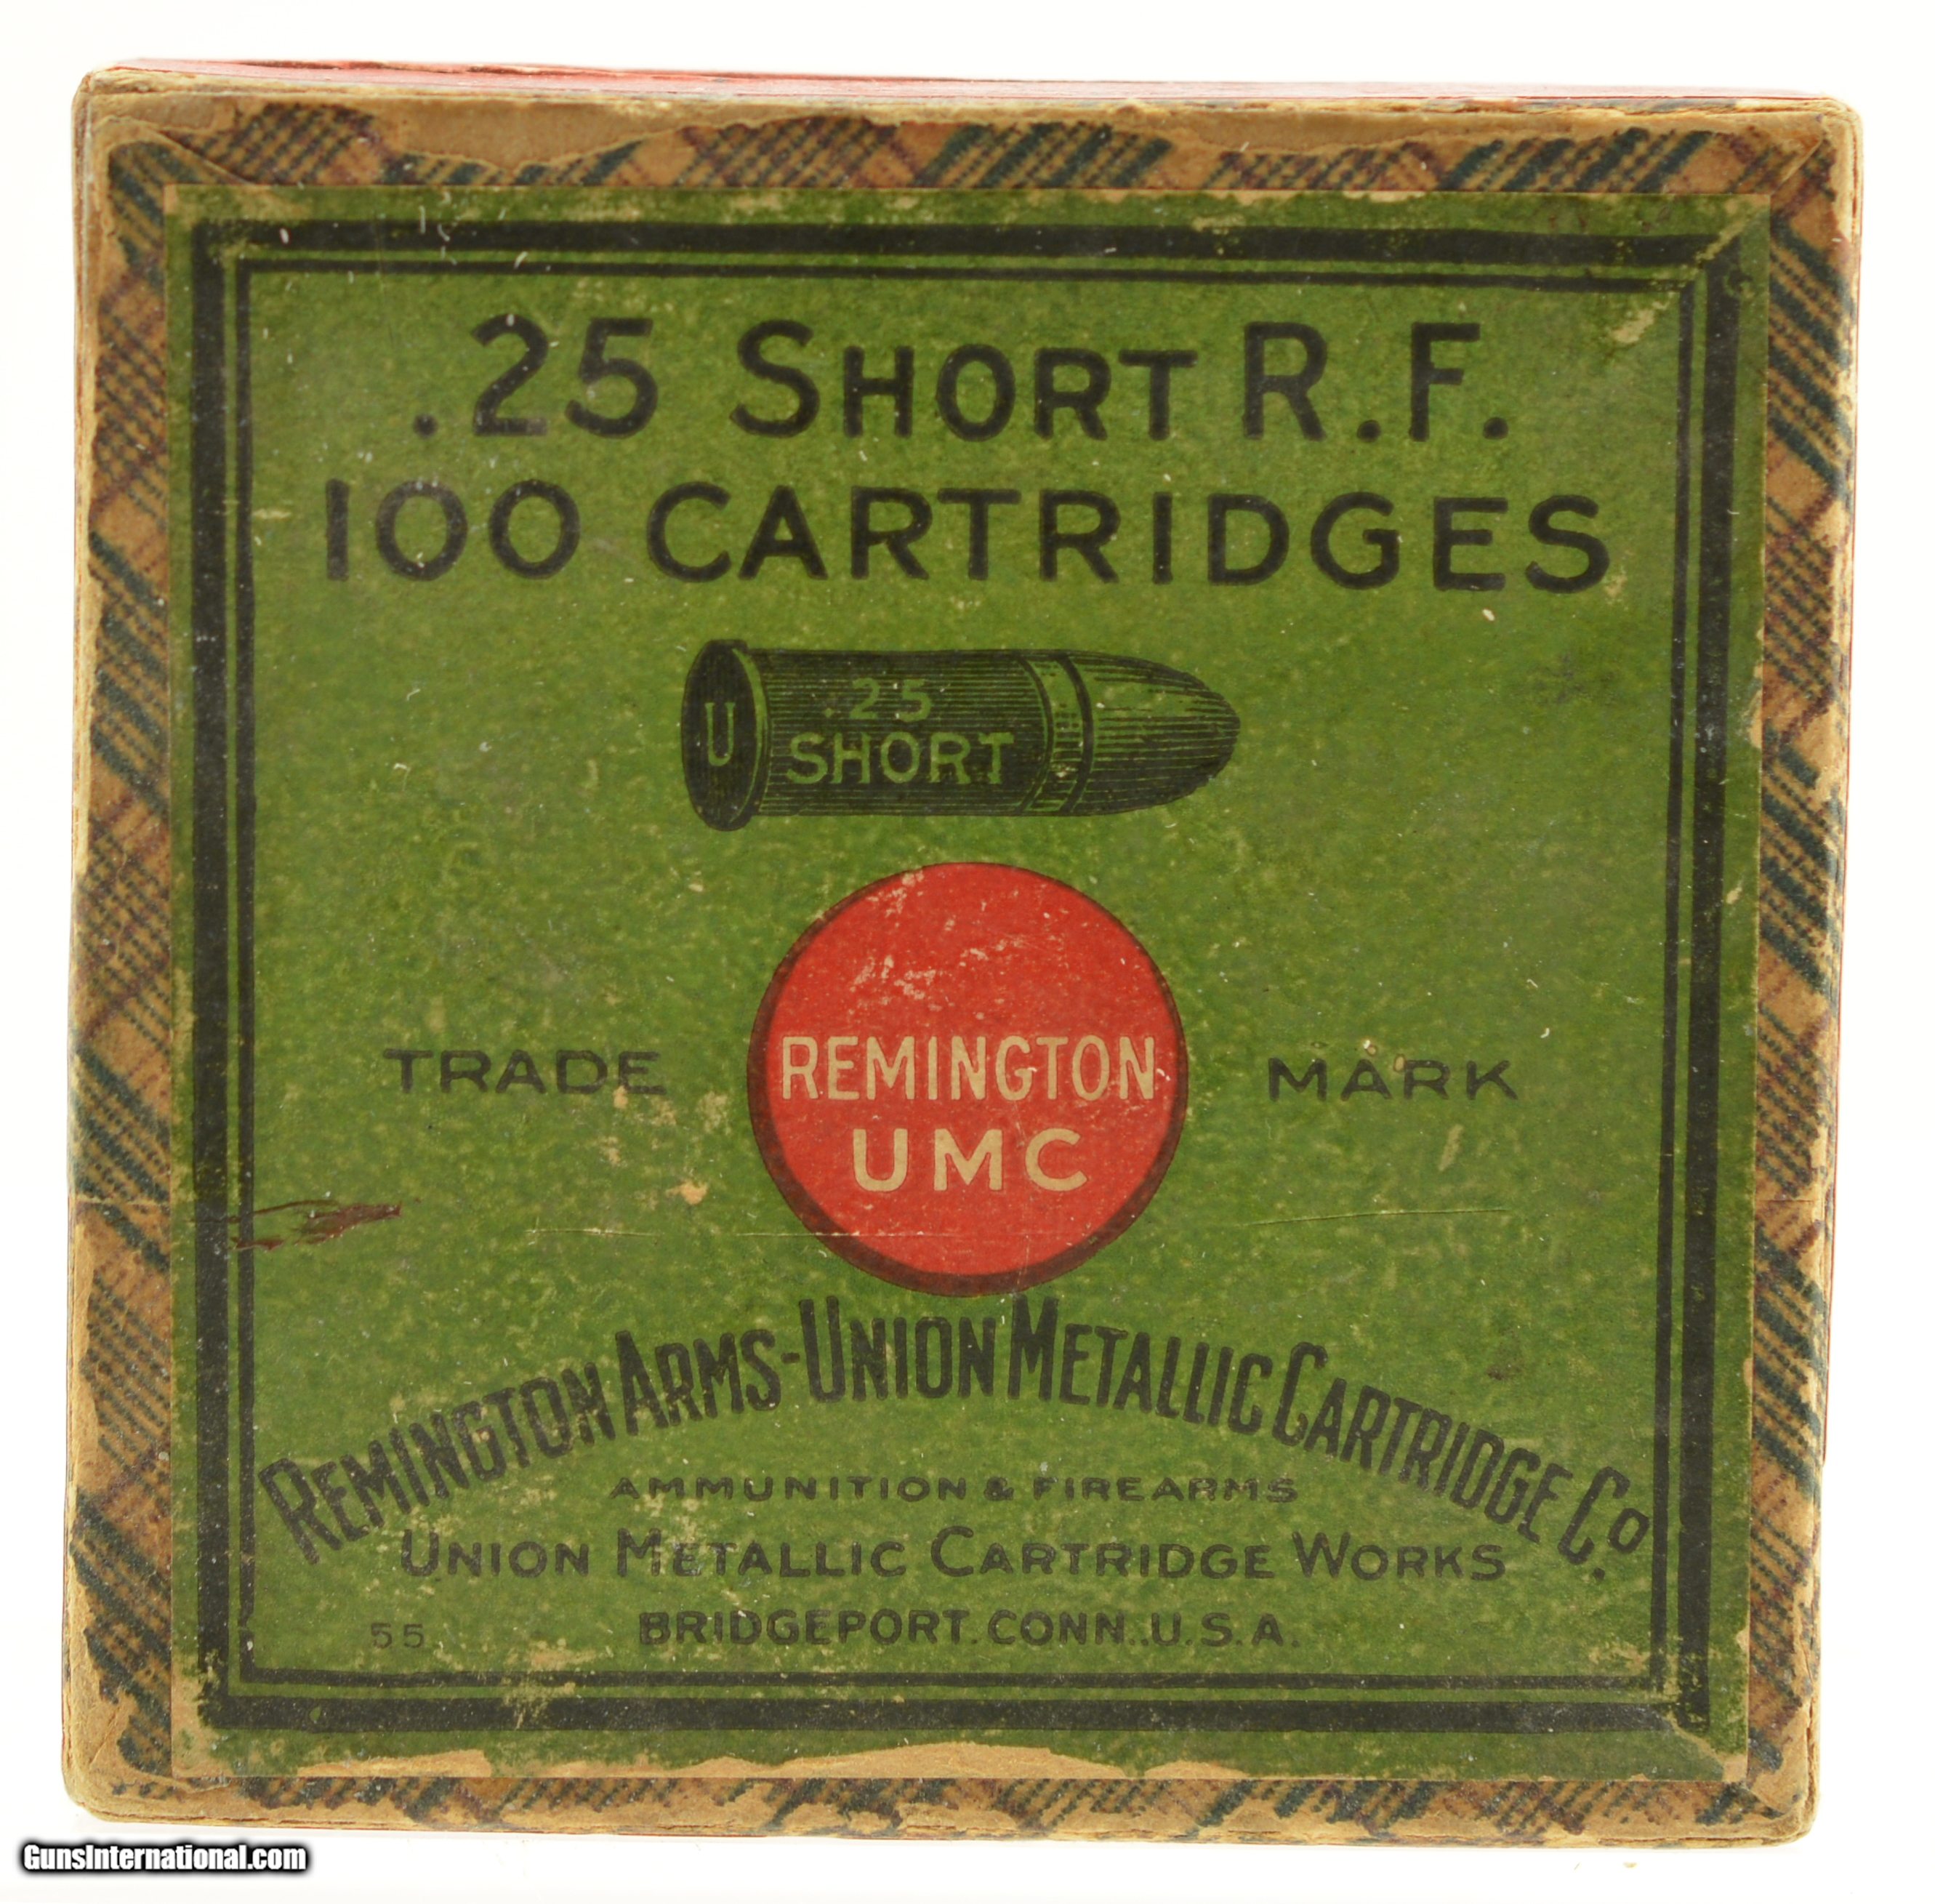 .25 SHORT R.F.
100 CARTRIDGES
U
.25
SHORT
TRADE MARK
REMINGTON
UMC
REMINGTON ARMS-UNION METALLIC CARTRIDGE CO.
AMMUNITION & FIREARMS
UNION METALLIC CARTRIDGE WORKS
55 BRIDGEPORT. CONN. U.S.A.
GunsInternational.com